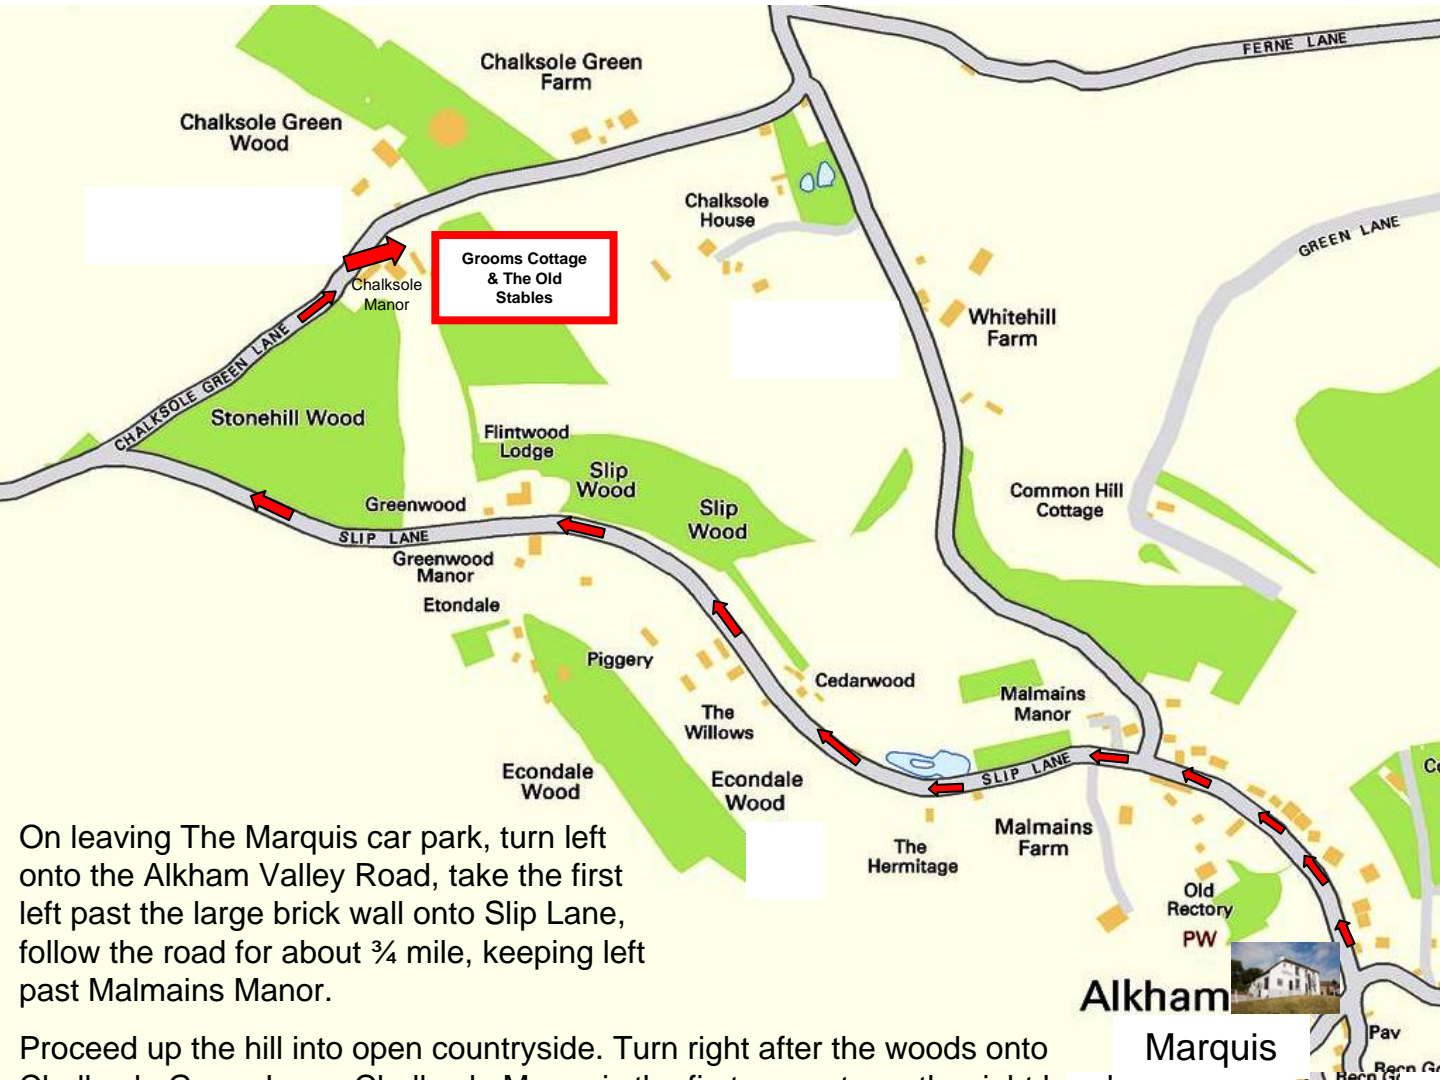 FERNE LANE
Chalksole Green
Farm
Chalksole Green
Wood
Chalksole
House
GREEN LANE
Grooms Cottage
& The Old
Stables
Chalksole
Manor
Whitehill
Farm
CHALKSOLE GREEN LANE
Stonehill Wood
Flintwood
Lodge
Slip
Wood
Slip
Wood
Greenwood
Common Hill
Cottage
SLIP LANE
Greenwood
Manor
Etondale
Piggery
Cedarwood
Malmains
Manor
The
Willows
Econdale
Wood
Econdale
Wood
SLIP LANE
Malmains
Farm
The
Hermitage
Old
Rectory
PW
Alkham
Marquis
Pav
On leaving The Marquis car park, turn left
onto the Alkham Valley Road, take the first
left past the large brick wall onto Slip Lane,
follow the road for about ¾ mile, keeping left
past Malmains Manor.
Proceed up the hill into open countryside. Turn right after the woods onto